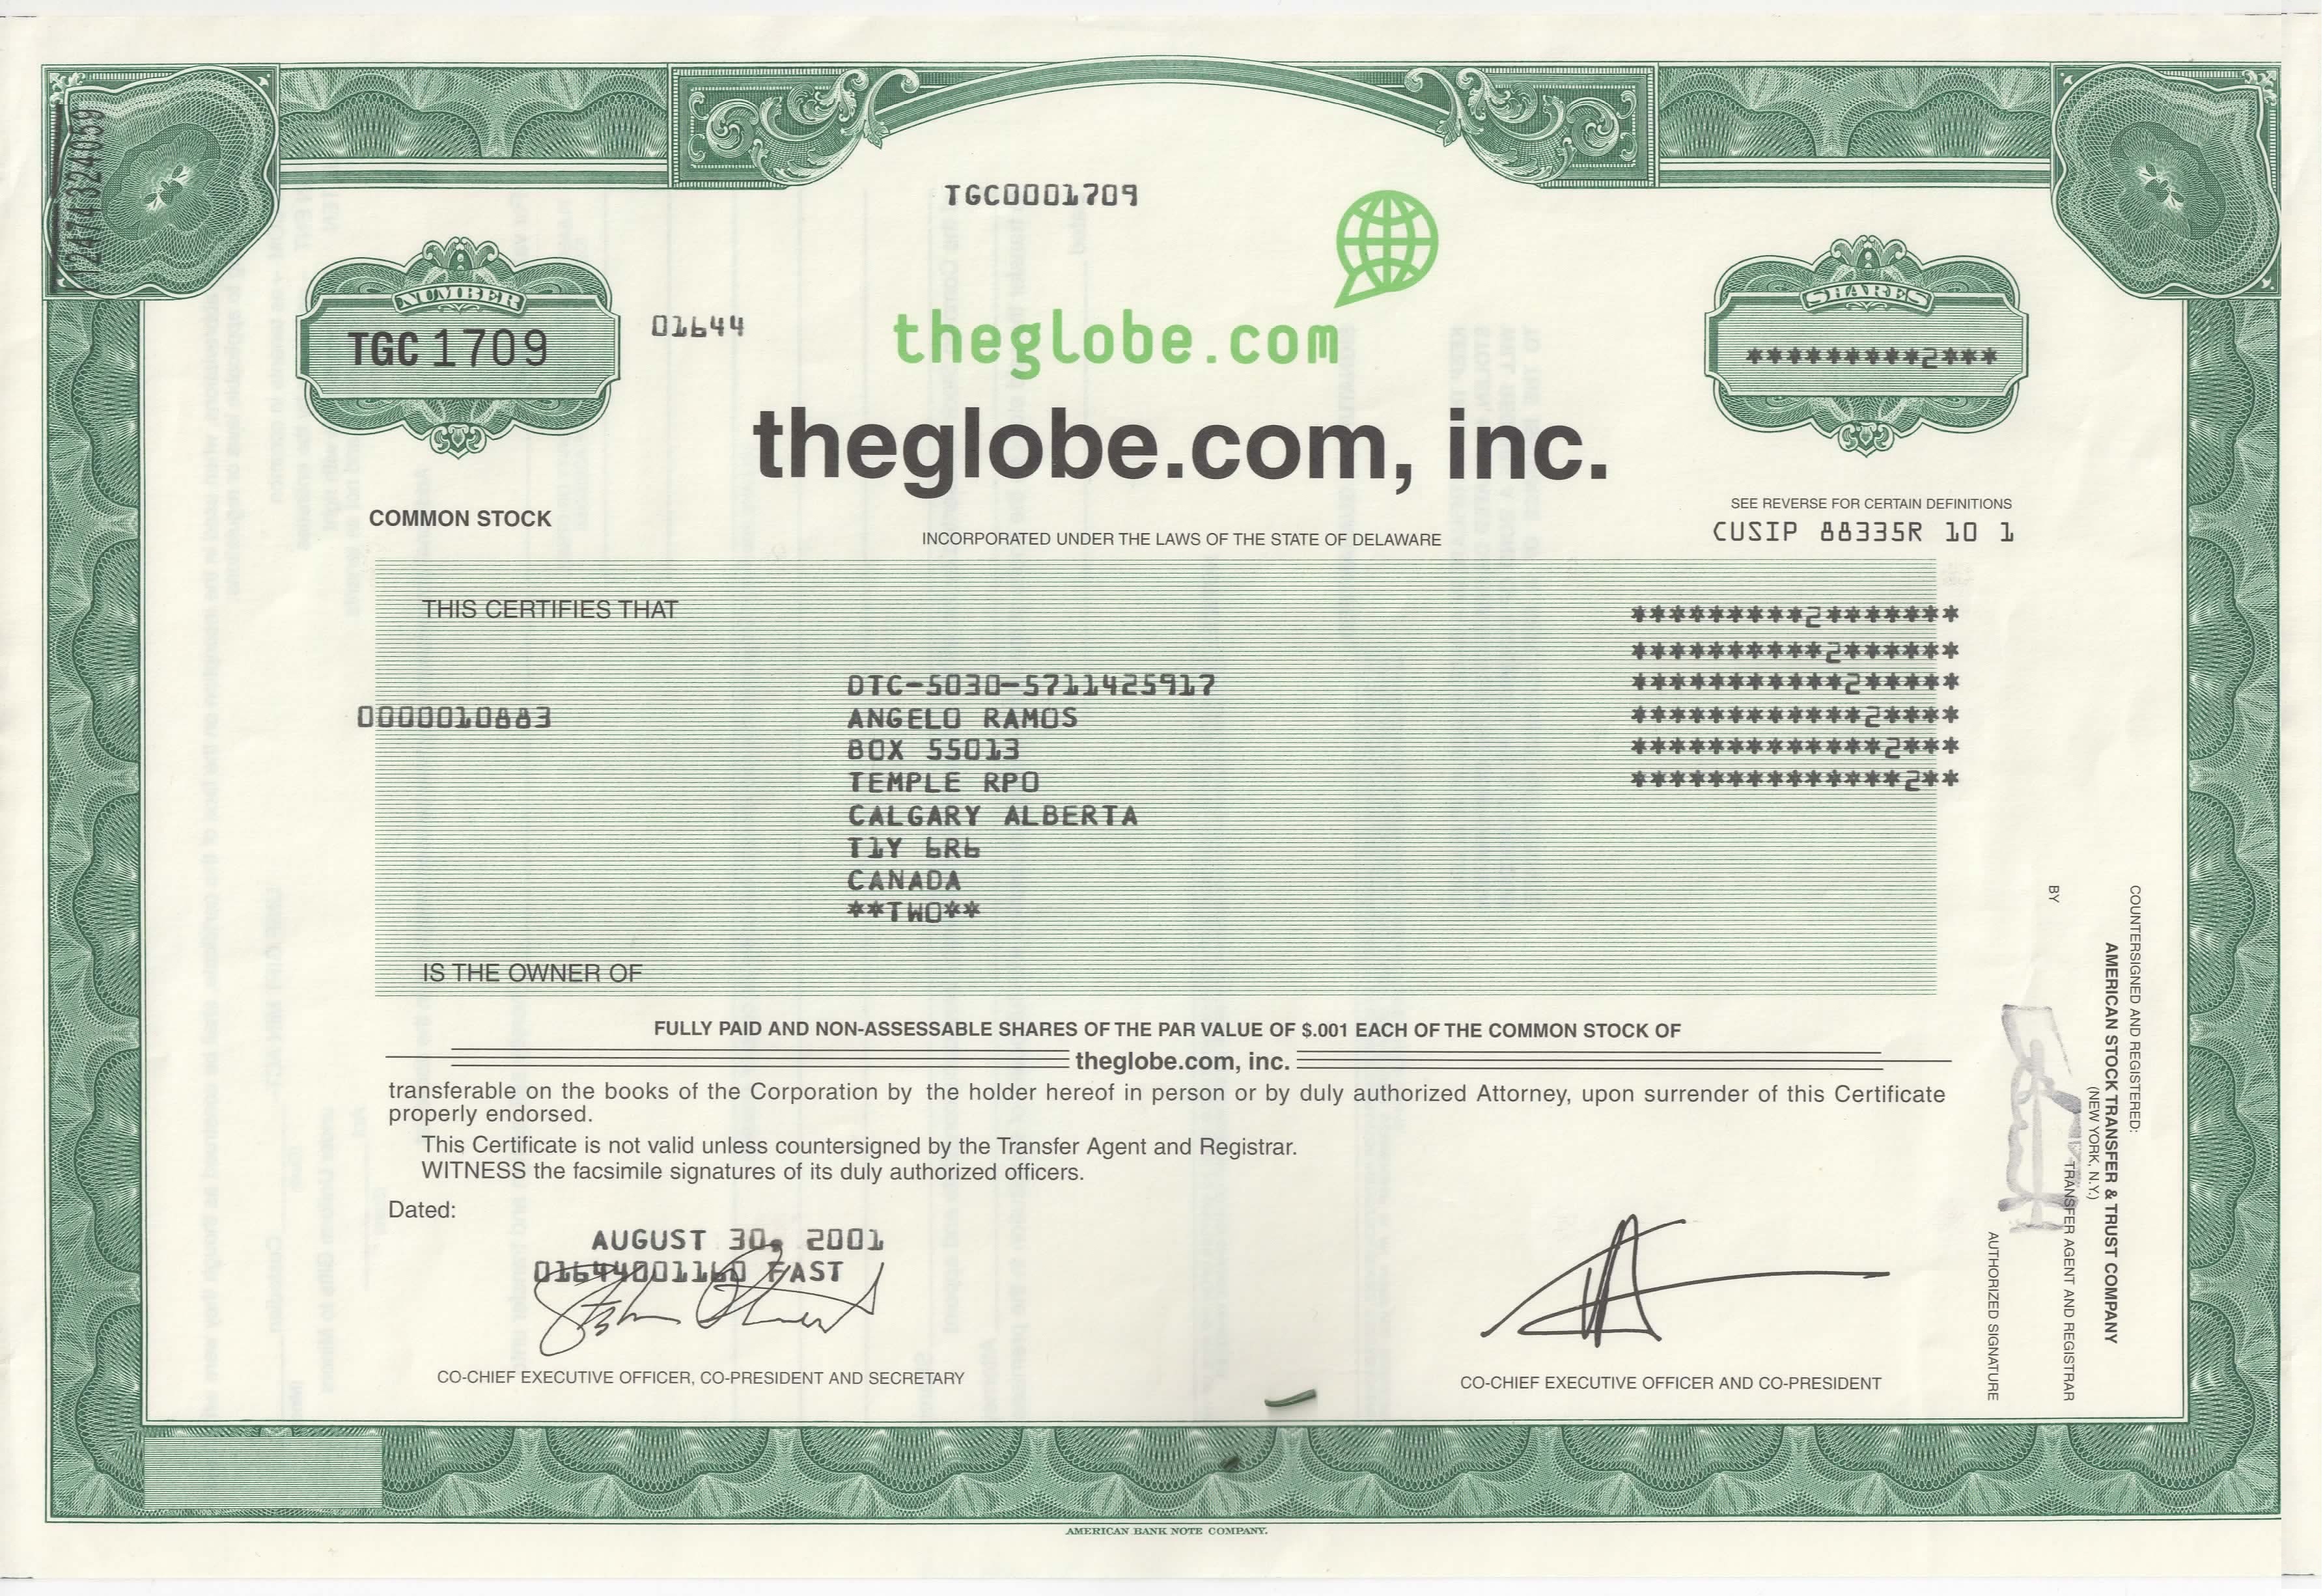 TGC0001709
NUMBER
TGC 1709
01644
theglobe.com
SHARES
*********2***
theglobe.com, inc.
COMMON STOCK
INCORPORATED UNDER THE LAWS OF THE STATE OF DELAWARE
SEE REVERSE FOR CERTAIN DEFINITIONS
CUSIP 88335R 10 1
THIS CERTIFIES THAT
*********2*******
**********2******
DTC-5030-5711425917
***********2*****
0000010883
ANGELO RAMOS
************2****
BOX 55013
*************2***
TEMPLE RPO
**************2**
CALGARY ALBERTA
T1Y 6R6
CANADA
**TWO**
IS THE OWNER OF
FULLY PAID AND NON-ASSESSABLE SHARES OF THE PAR VALUE OF $.001 EACH OF THE COMMON STOCK OF
theglobe.com, inc.
transferable on the books of the Corporation by the holder hereof in person or by duly authorized Attorney, upon surrender of this Certificate
properly endorsed.
This Certificate is not valid unless countersigned by the Transfer Agent and Registrar.
WITNESS the facsimile signatures of its duly authorized officers.
Dated:
AUGUST 30, 2001
01644001160 FAST
CO-CHIEF EXECUTIVE OFFICER, CO-PRESIDENT AND SECRETARY
CO-CHIEF EXECUTIVE OFFICER AND CO-PRESIDENT
COUNTERSIGNED AND REGISTERED:
AMERICAN STOCK TRANSFER & TRUST COMPANY
(NEW YORK, N.Y.)
TRANSFER AGENT AND REGISTRAR
BY
AUTHORIZED SIGNATURE
AMERICAN BANK NOTE COMPANY.